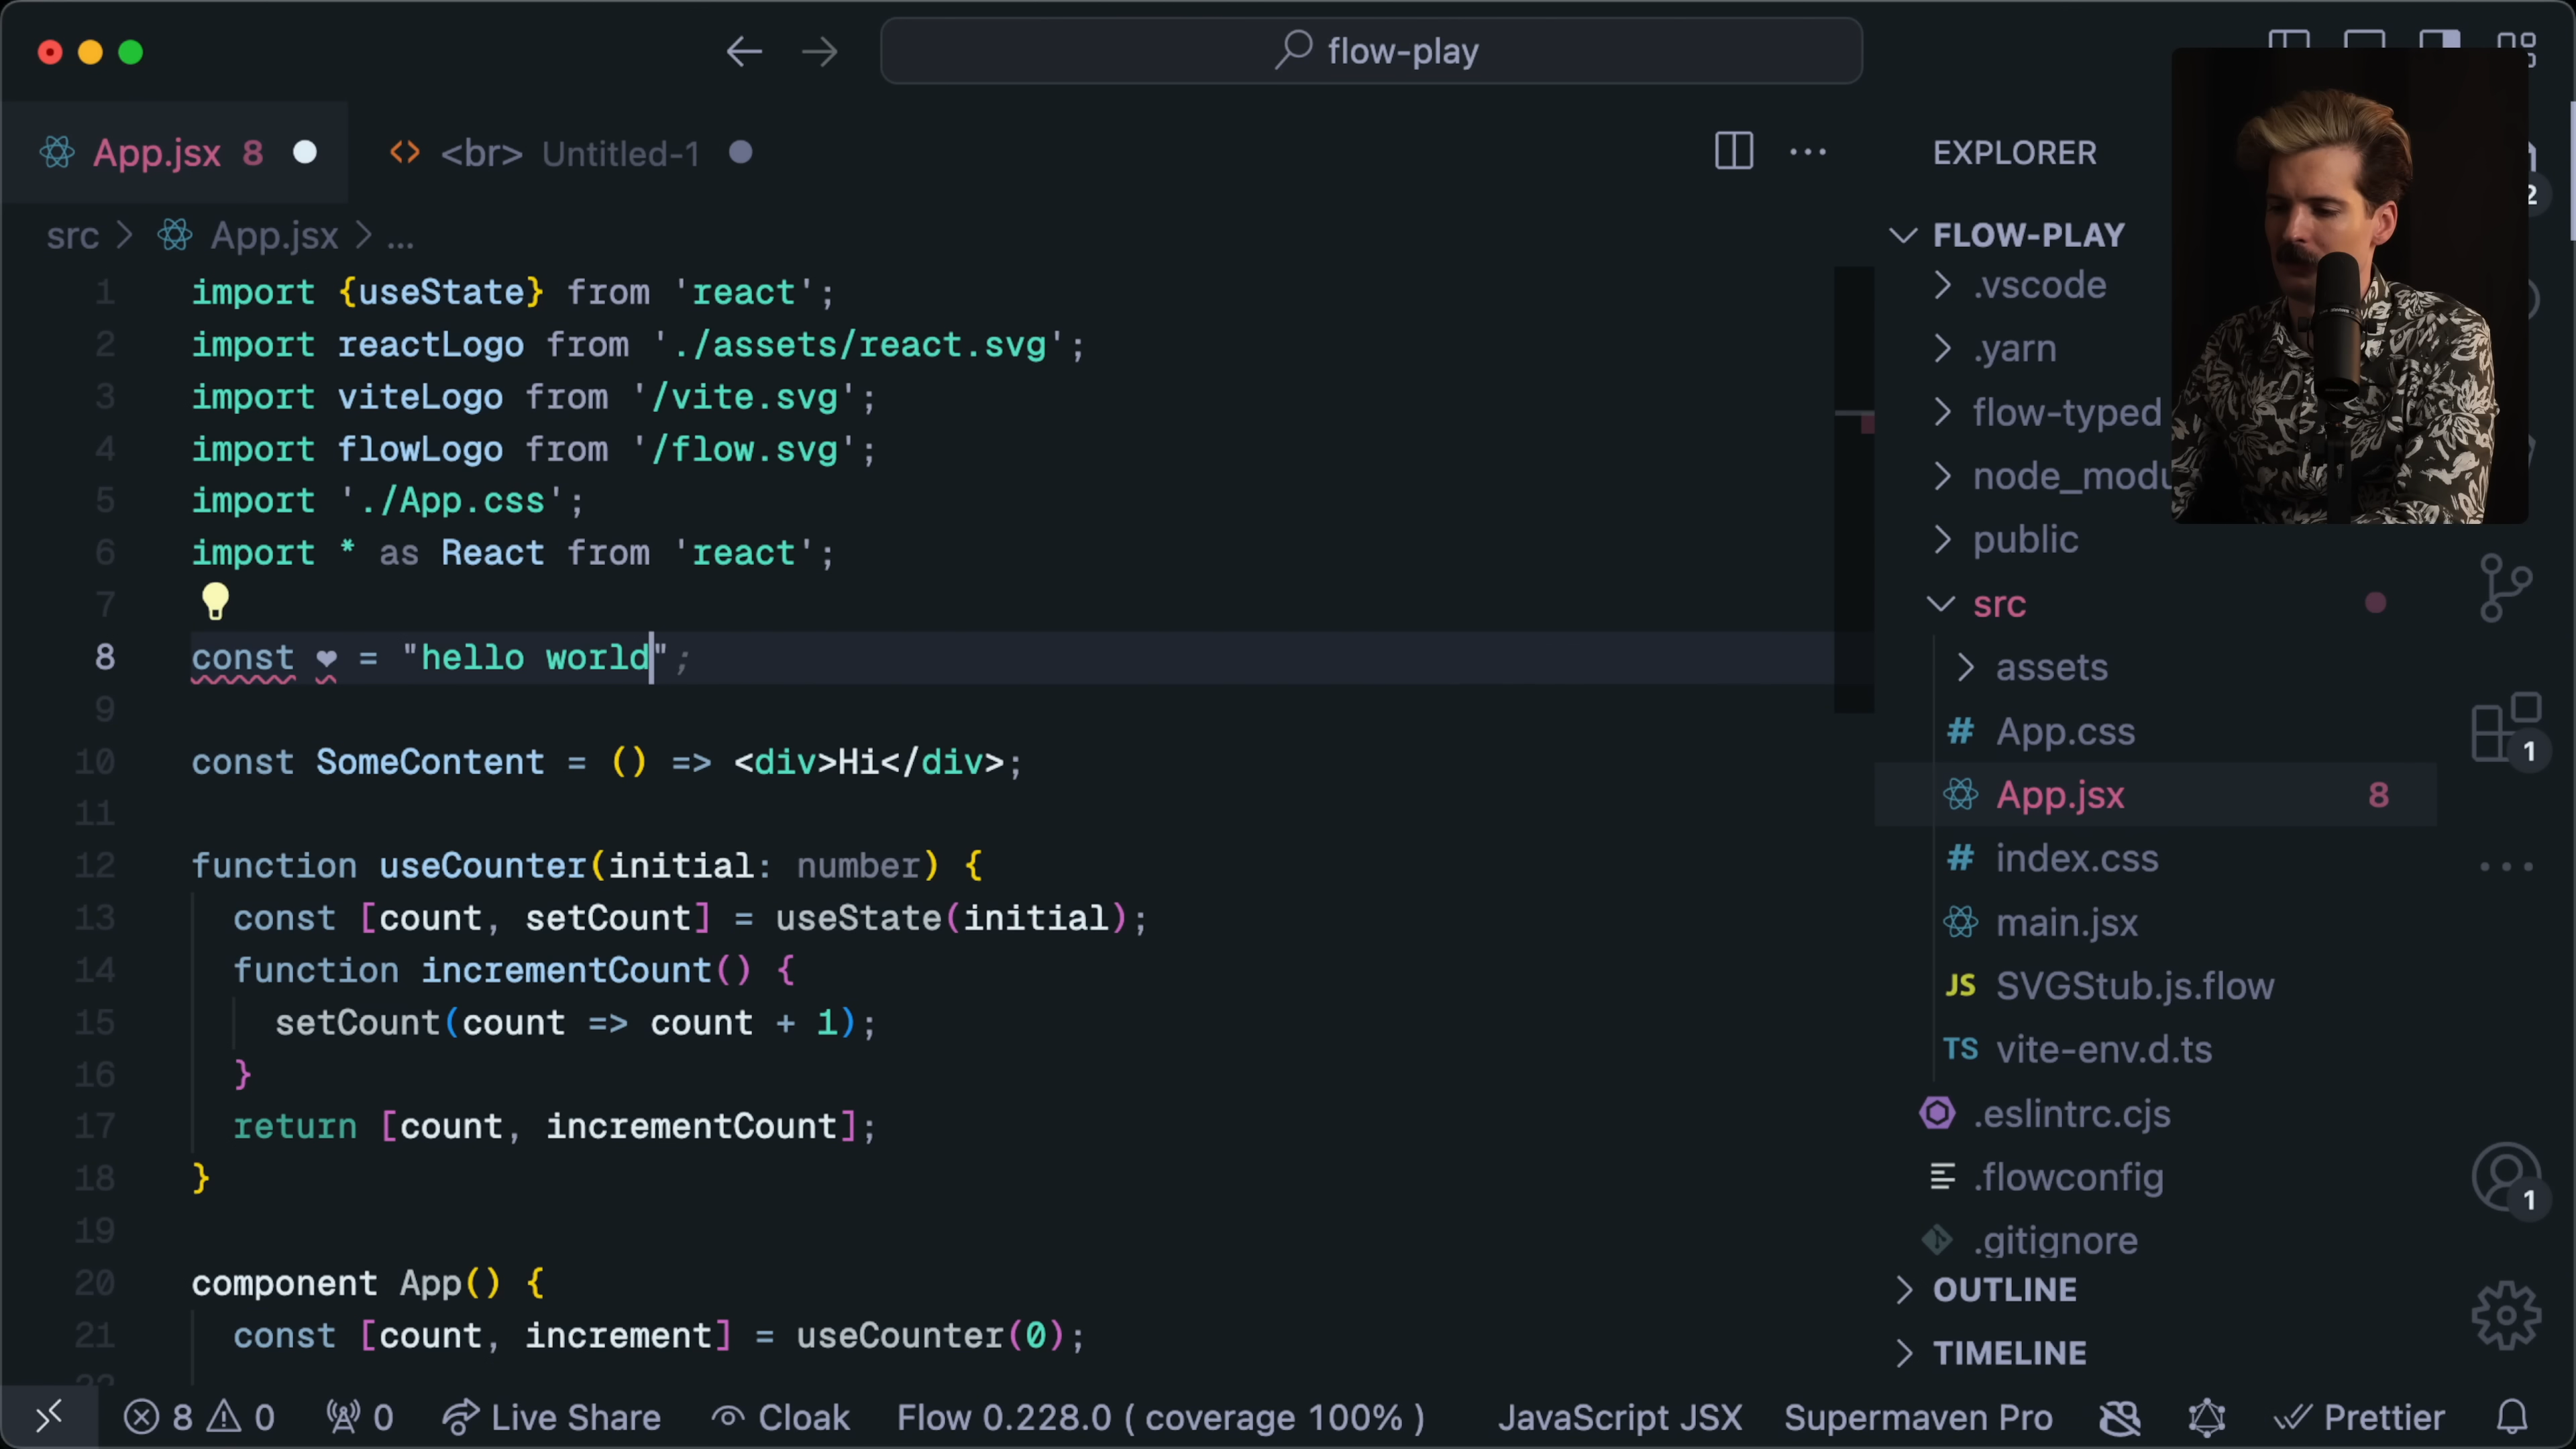 flow-play
App.jsx 8
<br> Untitled-1
EXPLORER
2
src > App.jsx > ...
FLOW-PLAY
1 import {useState} from 'react';
2 import reactLogo from './assets/react.svg';
3 import viteLogo from '/vite.svg';
4 import flowLogo from '/flow.svg';
5 import './App.css';
6 import * as React from 'react';
7
8 const ❤ = "hello world";
9
10 const SomeContent = () => <div>Hi</div>;
11
12 function useCounter(initial: number) {
13 const [count, setCount] = useState(initial);
14 function incrementCount() {
15 setCount(count => count + 1);
16 }
17 return [count, incrementCount];
18 }
19
20 component App() {
21 const [count, increment] = useCounter(0);
.vscode
.yarn
flow-typed
node_modu
public
src
assets
App.css
App.jsx 8
index.css
main.jsx
JS SVGStub.js.flow
TS vite-env.d.ts
.eslintrc.cjs
.flowconfig
.gitignore
OUTLINE
TIMELINE
1
1
8 0 0 Live Share Cloak Flow 0.228.0 ( coverage 100% ) JavaScript JSX Supermaven Pro Prettier